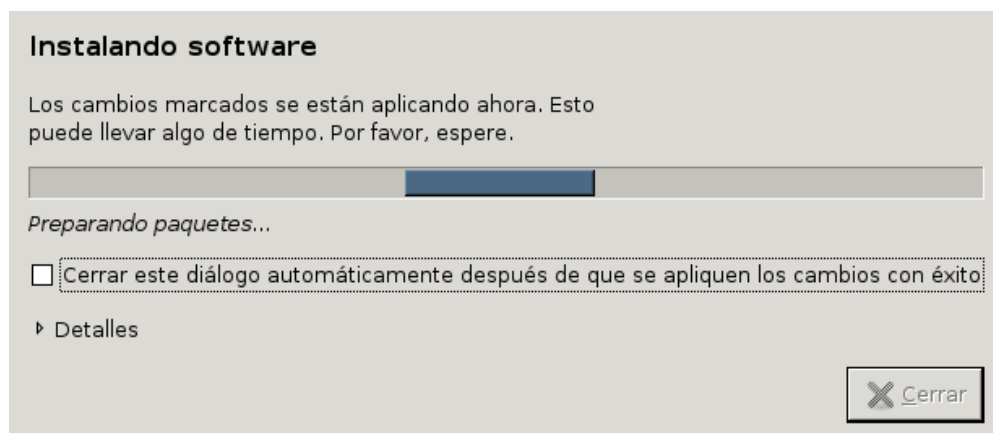 Instalando software
Los cambios marcados se están aplicando ahora. Esto
puede llevar algo de tiempo. Por favor, espere.
Preparando paquetes...
Cerrar este diálogo automáticamente después de que se apliquen los cambios con éxito
Detalles
Cerrar